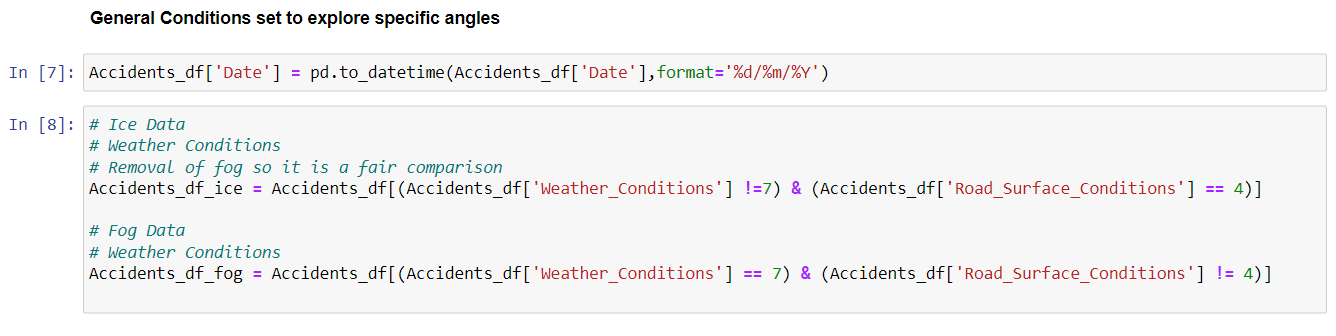 General Conditions set to explore specific angles
In [7]: Accidents_df['Date'] = pd.to_datetime(Accidents_df['Date'],format='%d/%m/%Y')
In [8]: # Ice Data
# Weather Conditions
# Removal of fog so it is a fair comparison
Accidents_df_ice = Accidents_df[(Accidents_df['Weather_Conditions'] !=7) & (Accidents_df['Road_Surface_Conditions'] == 4)]
# Fog Data
# Weather Conditions
Accidents_df_fog = Accidents_df[(Accidents_df['Weather_Conditions'] == 7) & (Accidents_df['Road_Surface_Conditions'] != 4)]